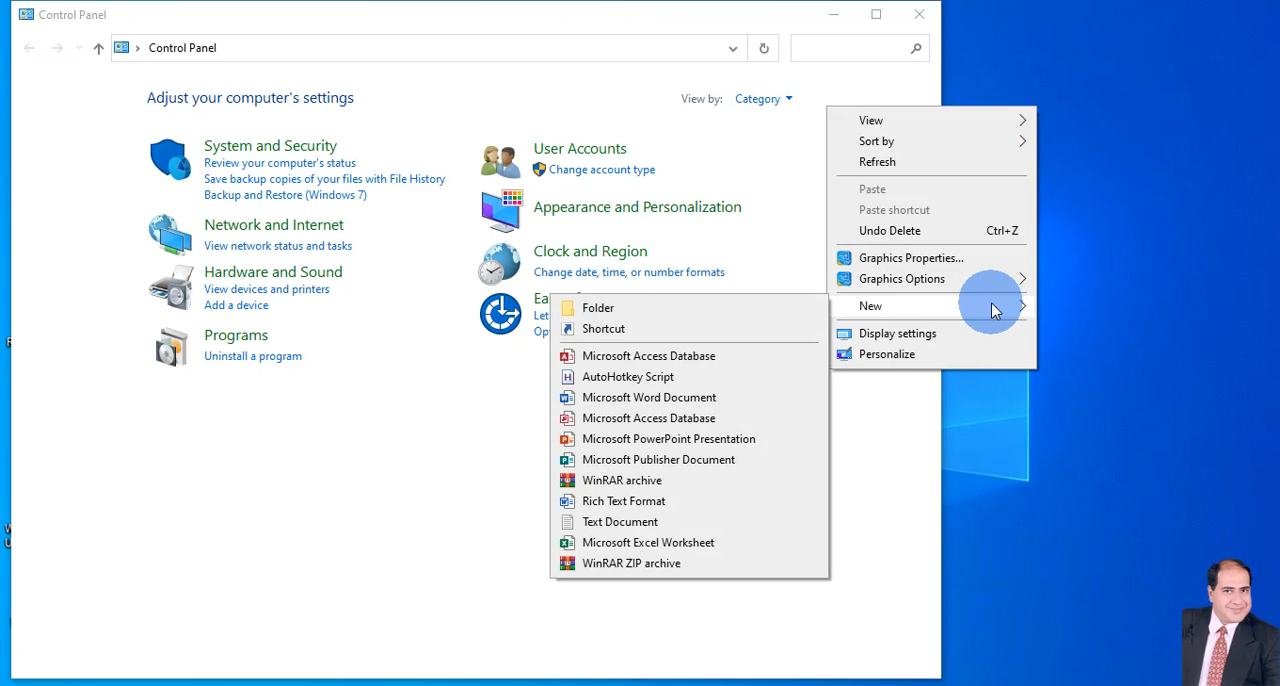 Control Panel
Control Panel
Adjust your computer's settings
View by: Category
System and Security
Review your computer's status
Save backup copies of your files with File History
Backup and Restore (Windows 7)
Network and Internet
View network status and tasks
Hardware and Sound
View devices and printers
Add a device
Programs
Uninstall a program
User Accounts
Change account type
Appearance and Personalization
Clock and Region
Change date, time, or number formats
View
Sort by
Refresh
Paste
Paste shortcut
Undo Delete Ctrl+Z
Graphics Properties...
Graphics Options
New
Display settings
Personalize
Folder
Shortcut
Microsoft Access Database
AutoHotkey Script
Microsoft Word Document
Microsoft Access Database
Microsoft PowerPoint Presentation
Microsoft Publisher Document
WinRAR archive
Rich Text Format
Text Document
Microsoft Excel Worksheet
WinRAR ZIP archive